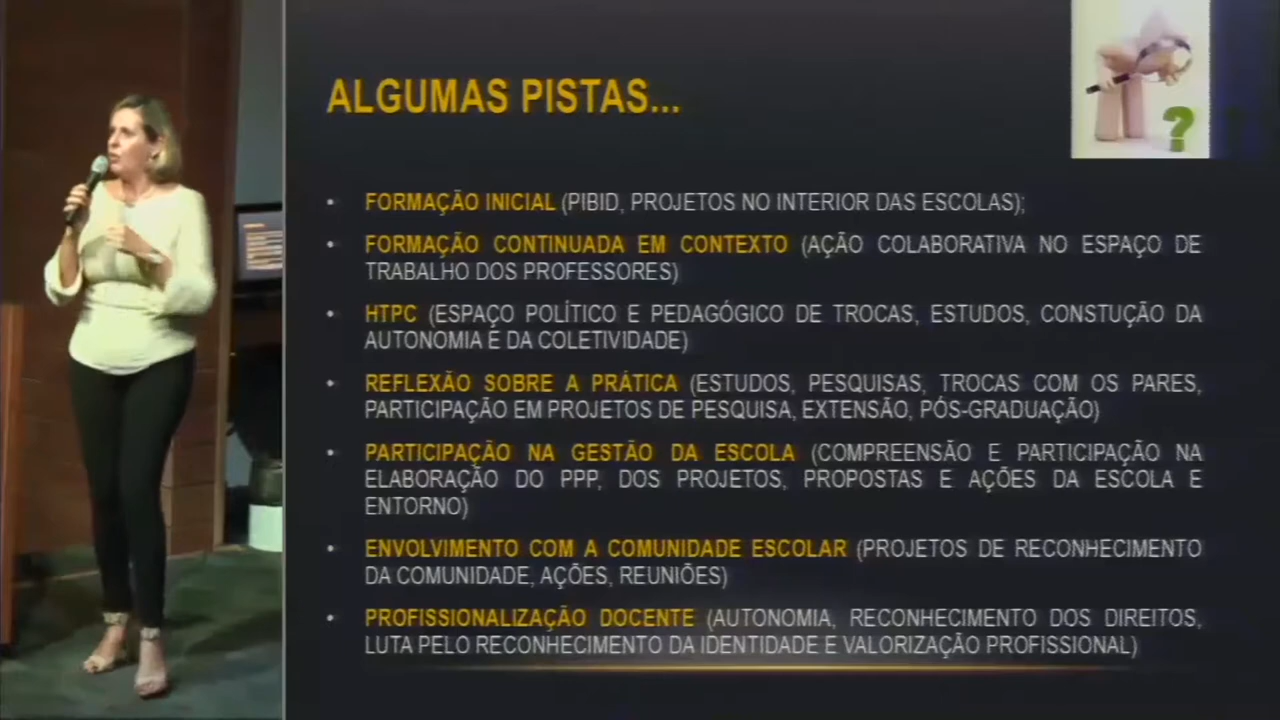 ALGUMAS PISTAS...
• FORMAÇÃO INICIAL (PIBID, PROJETOS NO INTERIOR DAS ESCOLAS);
• FORMAÇÃO CONTINUADA EM CONTEXTO (AÇÃO COLABORATIVA NO ESPAÇO DE
TRABALHO DOS PROFESSORES)
• HTPC (ESPAÇO POLÍTICO E PEDAGÓGICO DE TROCAS, ESTUDOS, CONSTUÇÃO DA
AUTONOMIA E DA COLETIVIDADE)
• REFLEXÃO SOBRE A PRÁTICA (ESTUDOS, PESQUISAS, TROCAS COM OS PARES,
PARTICIPAÇÃO EM PROJETOS DE PESQUISA, EXTENSÃO, PÓS-GRADUAÇÃO)
• PARTICIPAÇÃO NA GESTÃO DA ESCOLA (COMPREENSÃO E PARTICIPAÇÃO NA
ELABORAÇÃO DO PPP, DOS PROJETOS, PROPOSTAS E AÇÕES DA ESCOLA E
ENTORNO)
• ENVOLVIMENTO COM A COMUNIDADE ESCOLAR (PROJETOS DE RECONHECIMENTO
DA COMUNIDADE, AÇÕES, REUNIÕES)
• PROFISSIONALIZAÇÃO DOCENTE (AUTONOMIA, RECONHECIMENTO DOS DIREITOS,
LUTA PELO RECONHECIMENTO DA IDENTIDADE E VALORIZAÇÃO PROFISSIONAL)
?